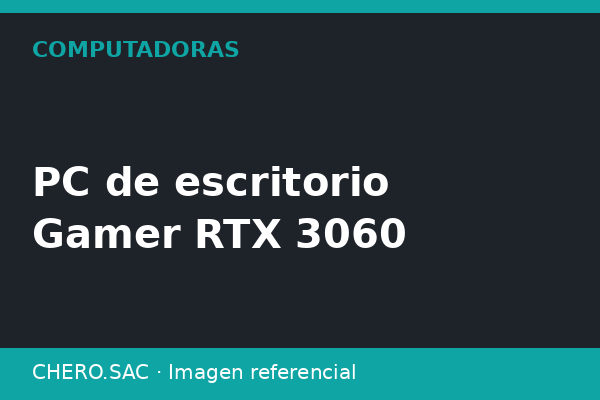 COMPUTADORAS
PC de escritorio
Gamer RTX 3060
CHERO.SAC · Imagen referencial